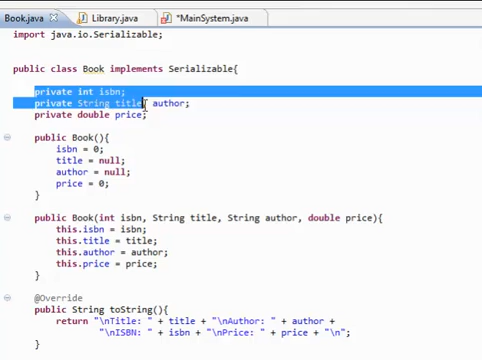 Book.java Library.java *MainSystem.java
import java.io.Serializable;
public class Book implements Serializable{
private int isbn;
private String title, author;
private double price;
public Book(){
isbn = 0;
title = null;
author = null;
price = 0;
}
public Book(int isbn, String title, String author, double price){
this.isbn = isbn;
this.title = title;
this.author = author;
this.price = price;
}
@Override
public String toString(){
return "\nTitle: " + title + "\nAuthor: " + author +
"\nISBN: " + isbn + "\nPrice: " + price + "\n";
}